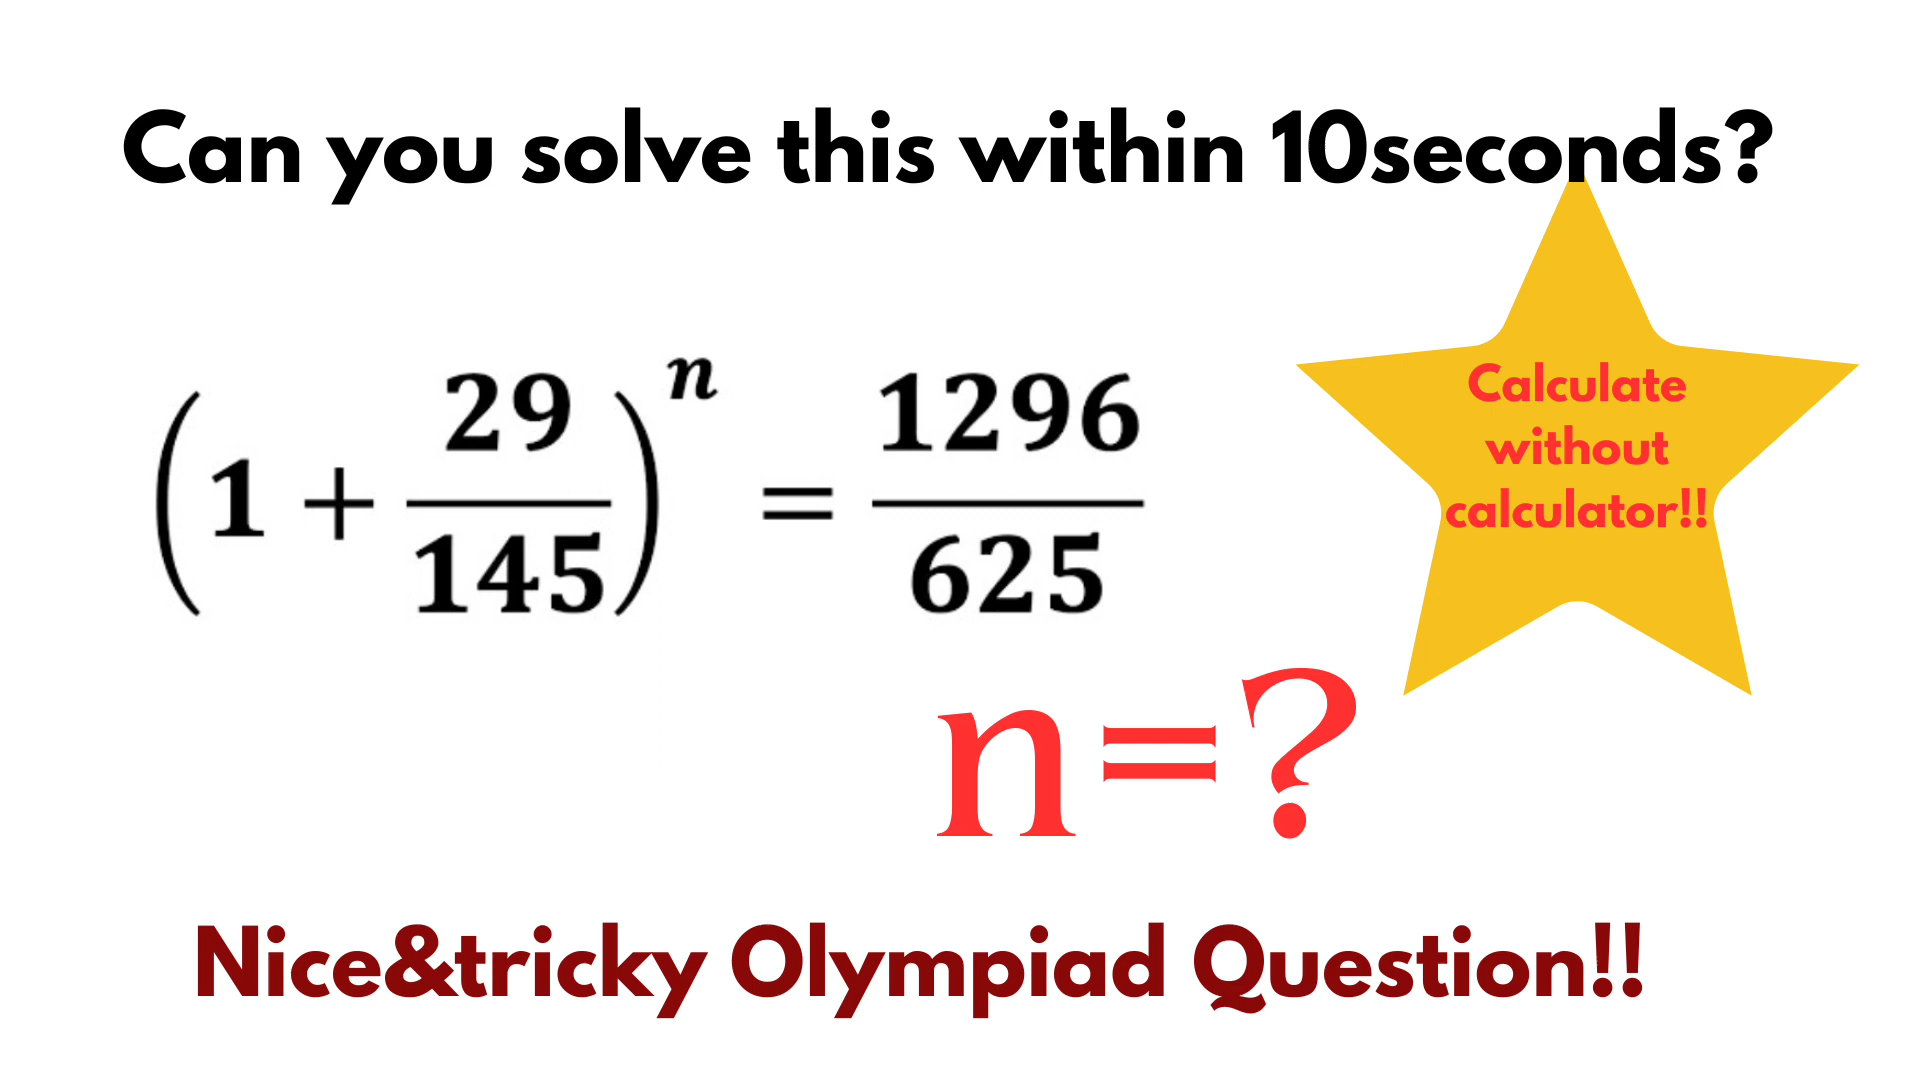 Can you solve this within 10seconds?
(1 + 29/145)^n = 1296/625
Calculate
without
calculator!!
n=?
Nice&tricky Olympiad Question!!